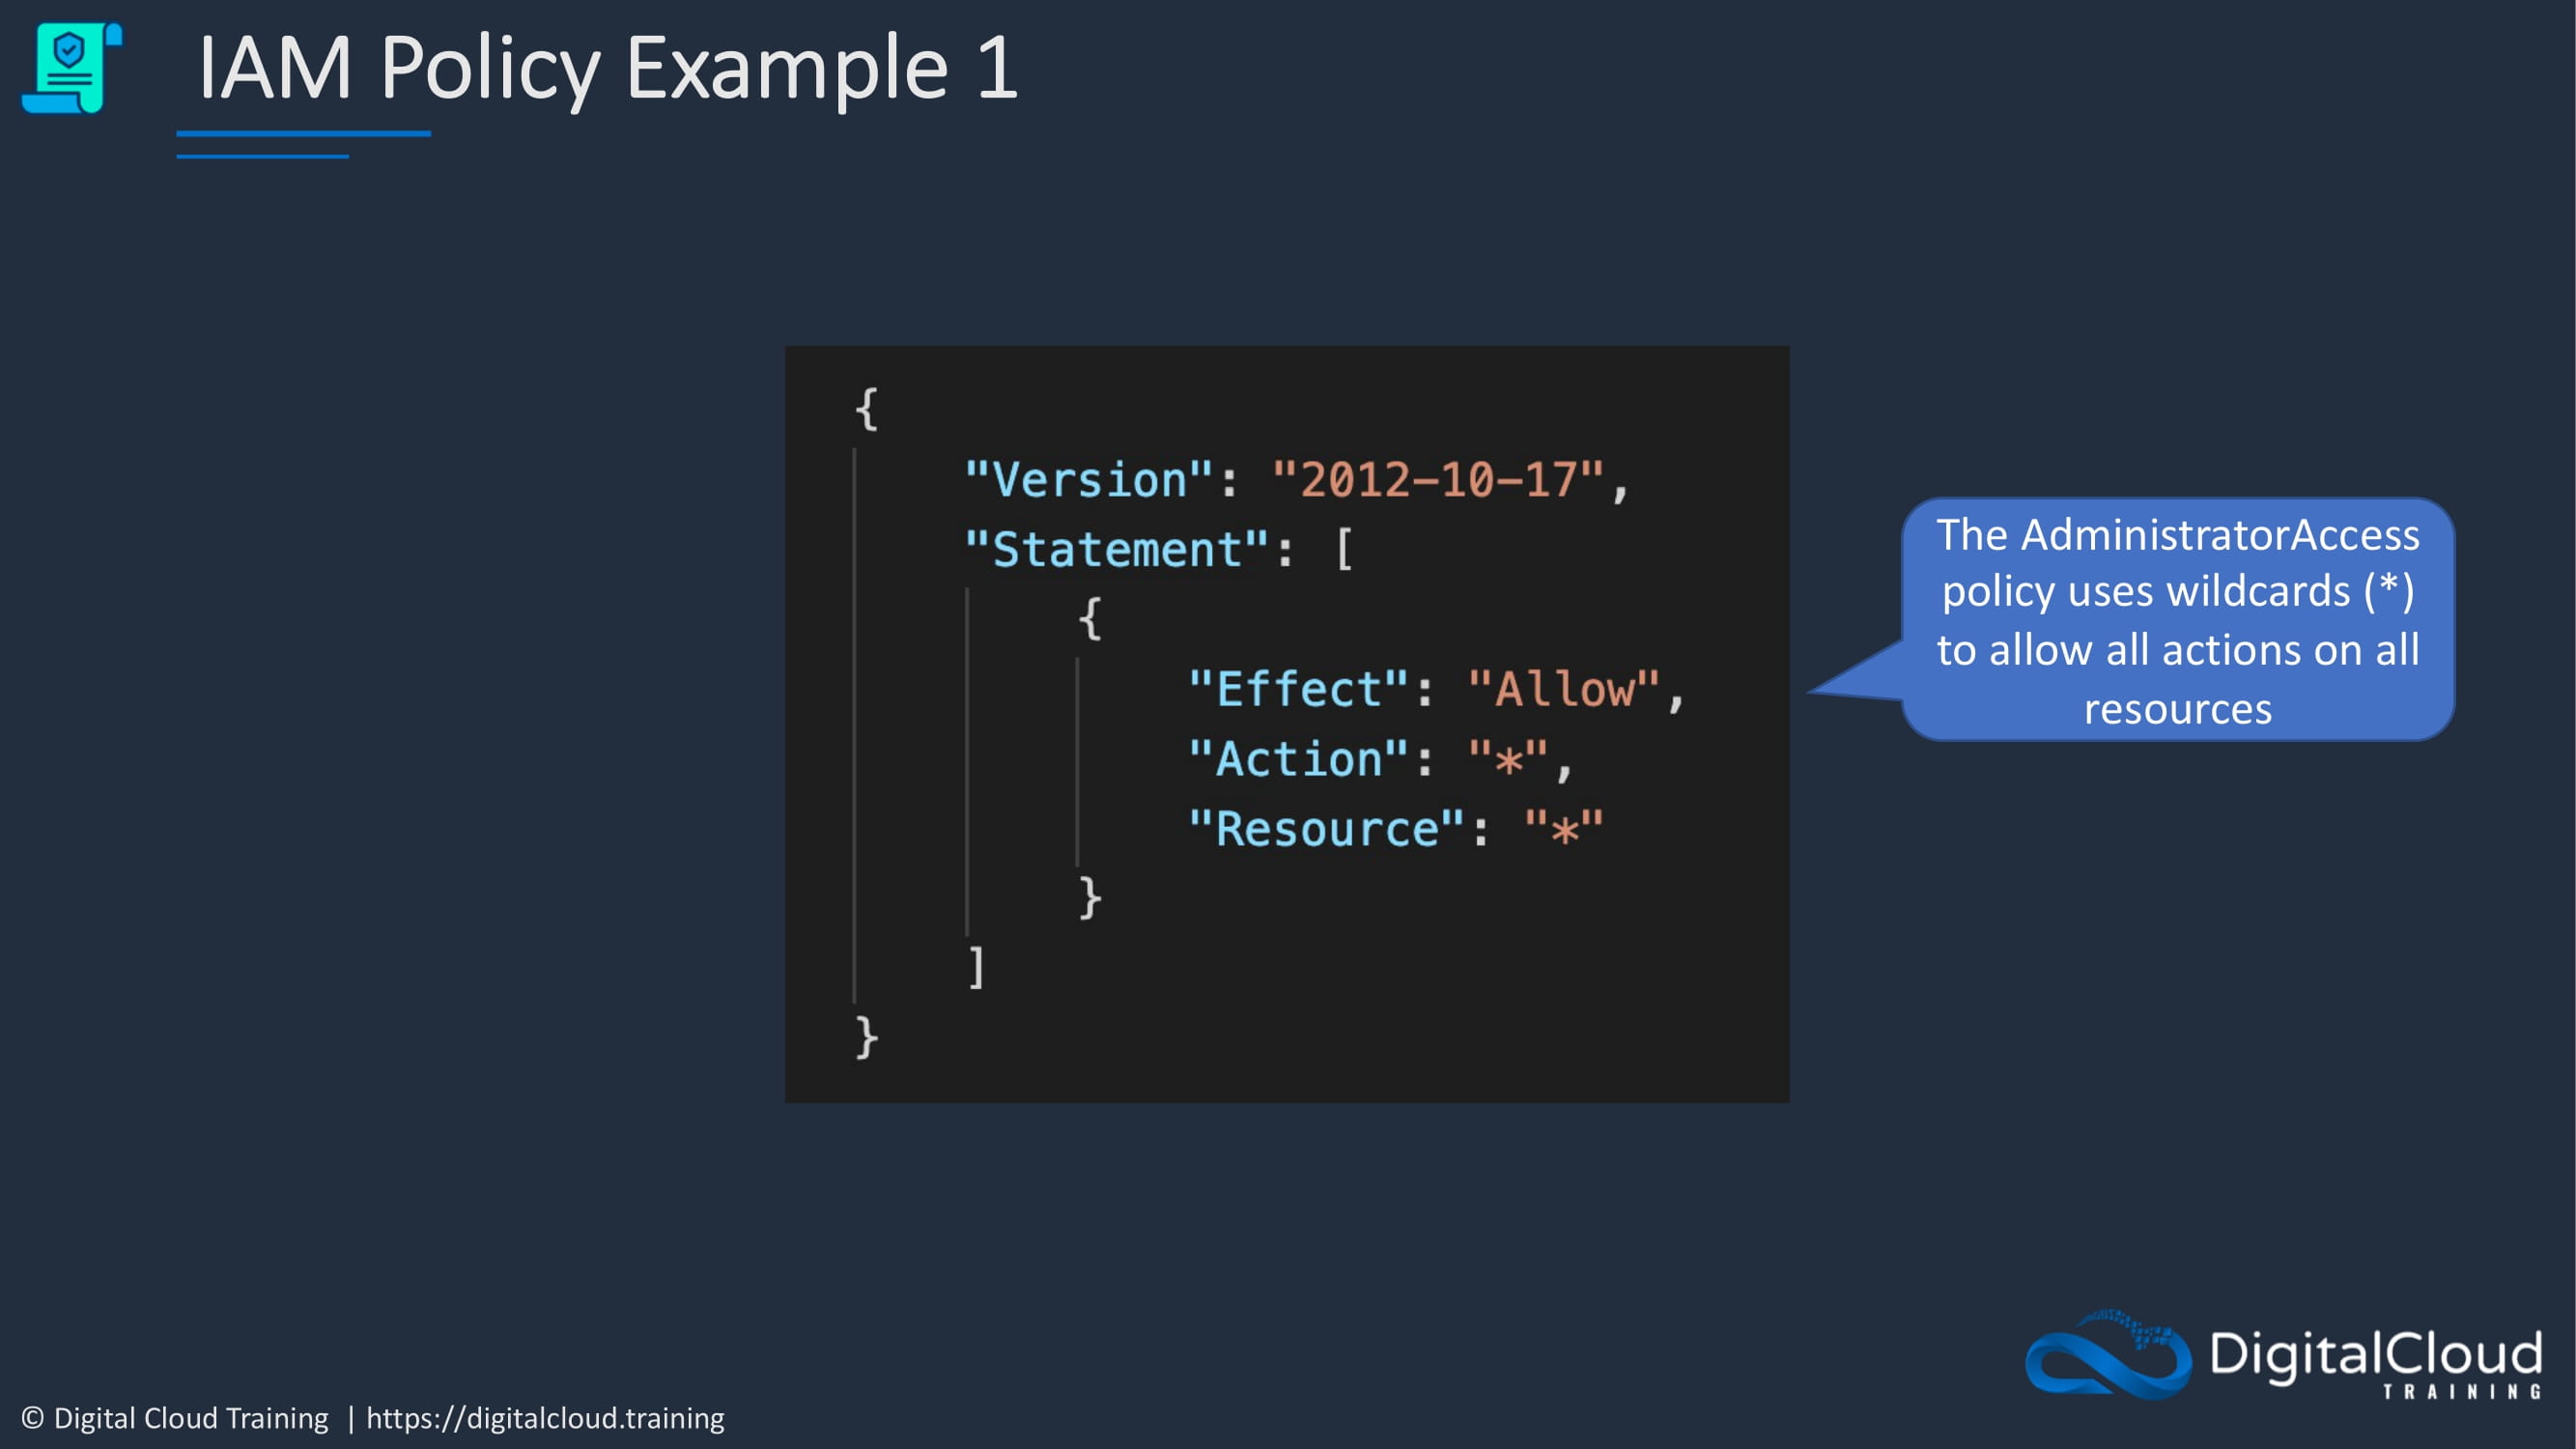 IAM Policy Example 1
{
"Version": "2012-10-17",
"Statement": [
{
"Effect": "Allow",
"Action": "*",
"Resource": "*"
}
]
}
The AdministratorAccess
policy uses wildcards (*)
to allow all actions on all
resources
DigitalCloud
TRAINING
© Digital Cloud Training | https://digitalcloud.training